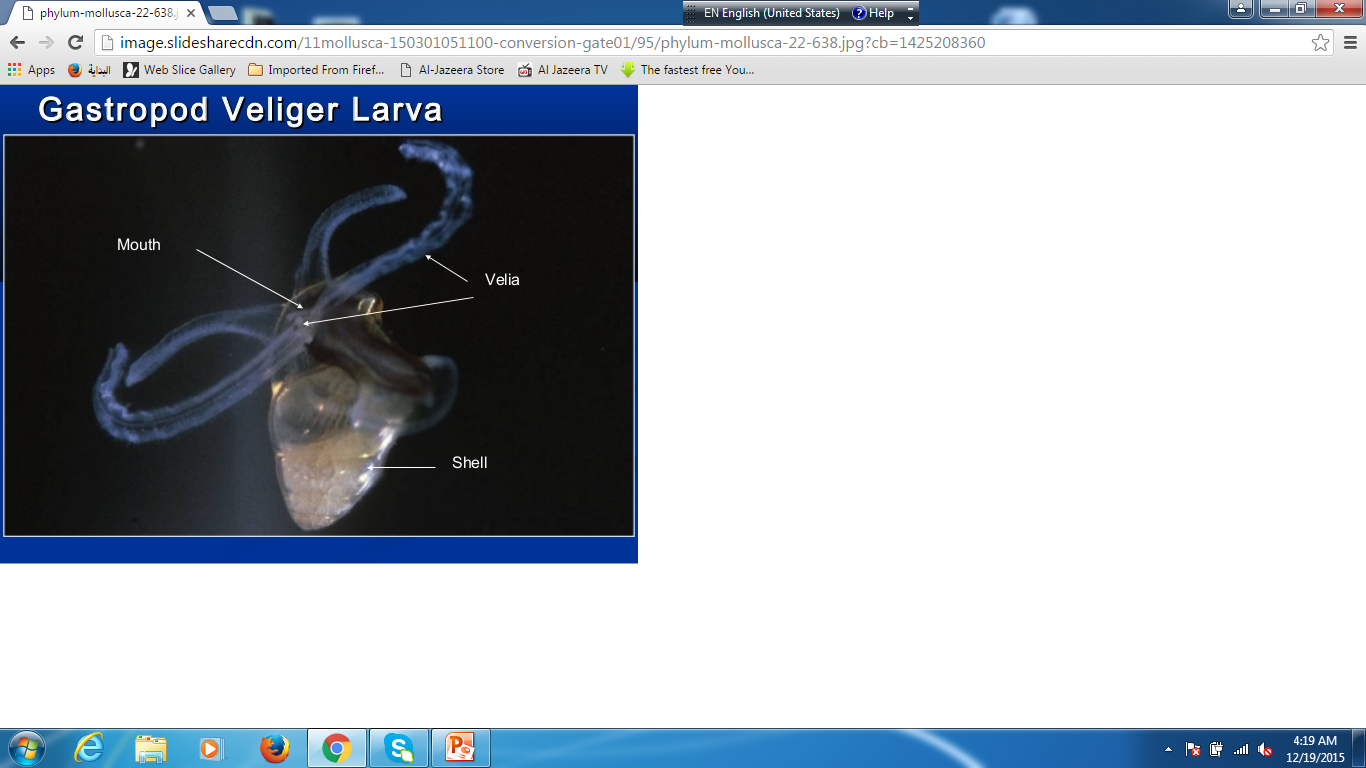 phylum-mollusca-22-638.j
EN English (United States)
Help
image.slidesharecdn.com/11mollusca-150301051100-conversion-gate01/95/phylum-mollusca-22-638.jpg?cb=1425208360
Apps
البداية
Web Slice Gallery
Imported From Firef...
Al-Jazeera Store
Al Jazeera TV
The fastest free You...
Gastropod Veliger Larva
Mouth
Velia
Shell
4:19 AM
12/19/2015